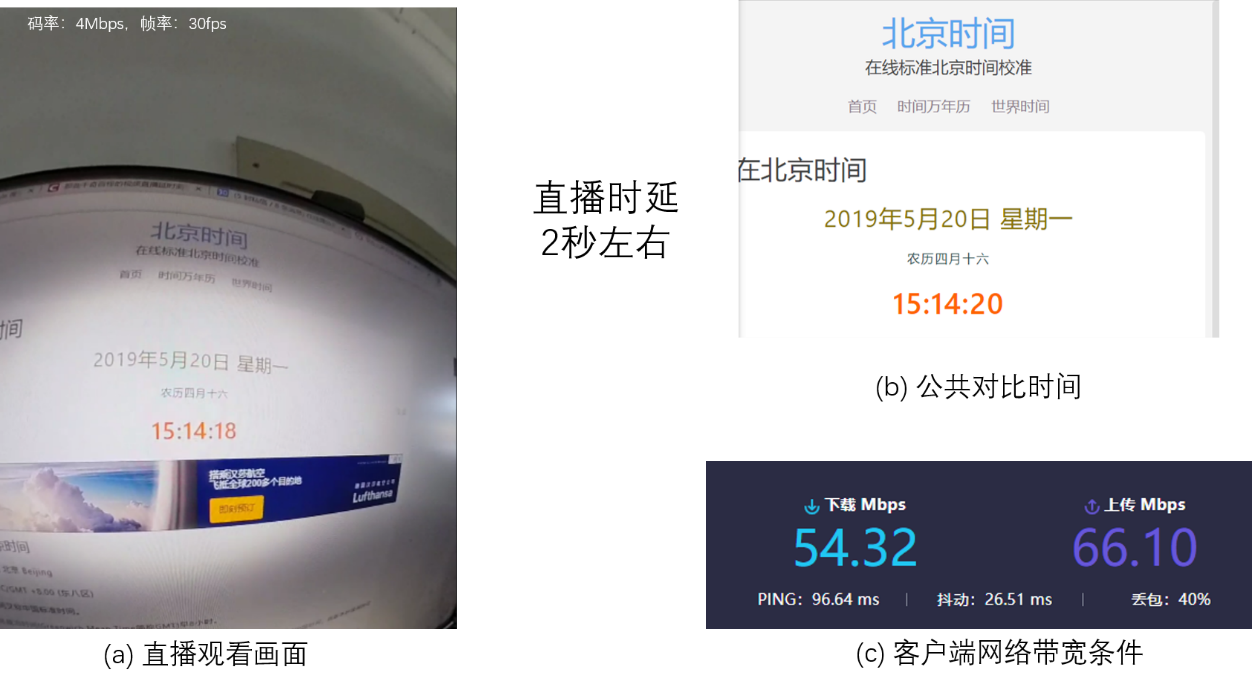 码率：4Mbps，帧率：30fps
北京时间
在线标准北京时间校准
首页 时间万年历 世界时间
时间
2019年5月20日 星期一
农历四月十六
15:14:18
搭乘汉莎航空
飞抵全球200多个目的地
即刻预订
Lufthansa
京时间
北京 Beijing
(a) 直播观看画面
直播时延
2秒左右
北京时间
在线标准北京时间校准
首页 时间万年历 世界时间
在北京时间
2019年5月20日 星期一
农历四月十六
15:14:20
(b) 公共对比时间
下载 Mbps 上传 Mbps
54.32 66.10
PING：96.64 ms | 抖动：26.51 ms | 丢包：40%
(c) 客户端网络带宽条件